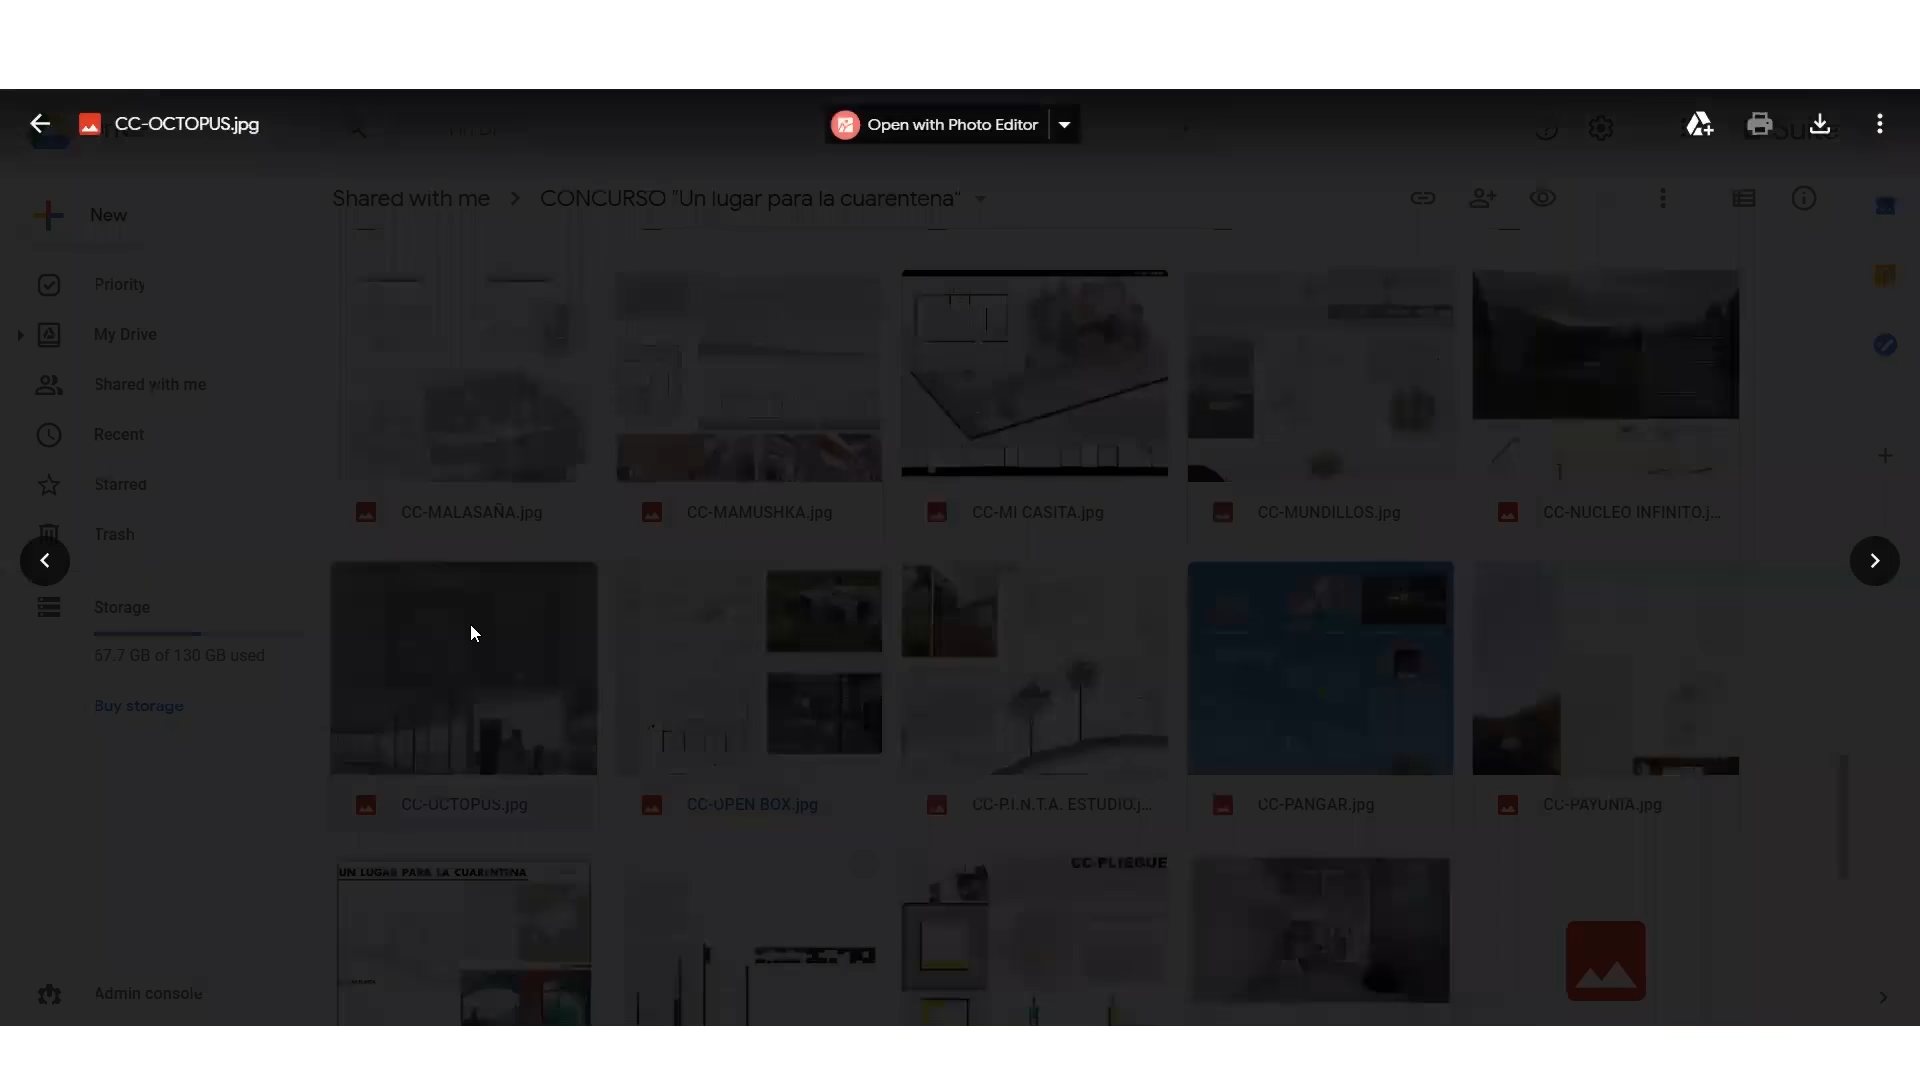 CC-OCTOPUS.jpg
Open with Photo Editor
Shared with me > CONCURSO "Un lugar para la cuarentena"
New
Priority
My Drive
Shared with me
Recent
Starred
Trash
Storage
67.7 GB of 130 GB used
Buy storage
Admin console
CC-MALASAÑA.jpg
CC-MAMUSHKA.jpg
CC-MI CASITA.jpg
CC-MUNDILLOS.jpg
CC-NUCLEO INFINITO.j...
CC-OCTOPUS.jpg
CC-OPEN BOX.jpg
CC-P.I.N.T.A. ESTUDIO.j...
CC-PANGAR.jpg
CC-PAYUNIA.jpg
UN LUGAR PARA LA CUARENTINA
CC-PLIEGUE